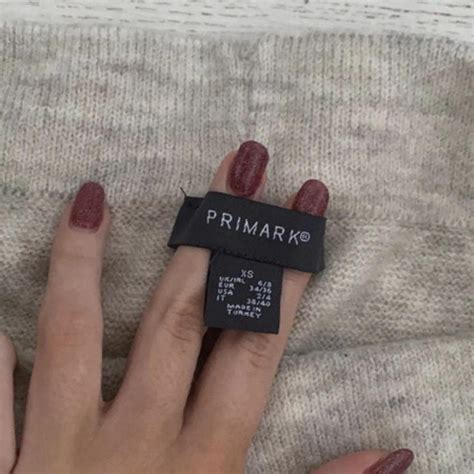 PRIMARK®
XS
UK/IRL 6/8
EUR 34/36
USA 2/4
IT 38/40
MADE IN
TURKEY